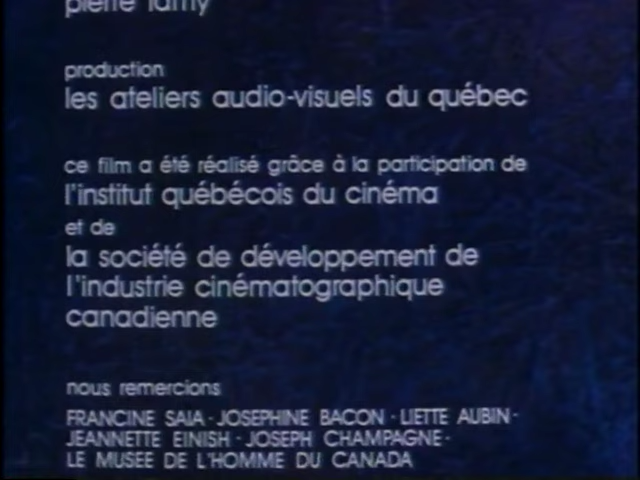 pierre lamy
production
les ateliers audio-visuels du québec
ce film a été réalisé grâce à la participation de
l'institut québécois du cinéma
et de
la société de développement de
l'industrie cinématographique
canadienne
nous remercions
FRANCINE SAIA · JOSEPHINE BACON · LIETTE AUBIN ·
JEANNETTE EINISH · JOSEPH CHAMPAGNE ·
LE MUSEE DE L'HOMME DU CANADA